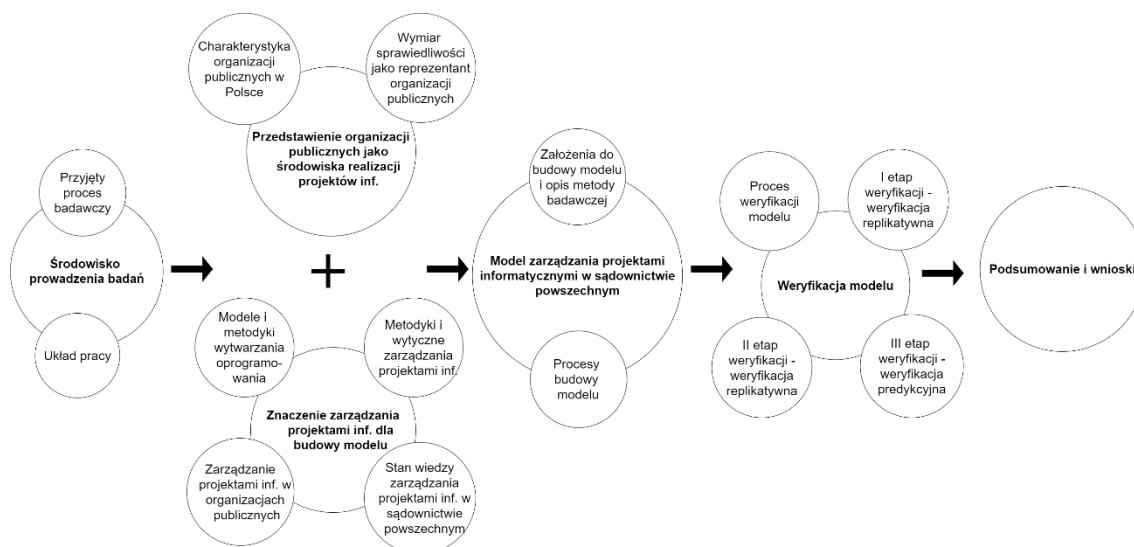 Przyjęty
proces
badawczy
Środowisko
prowadzenia badań
Układ pracy
Charakterystyka
organizacji
publicznych w
Polsce
Wymiar
sprawiedliwości
jako reprezentant
organizacji
publicznych
Przedstawienie organizacji
publicznych jako
środowiska realizacji
projektów inf.
Modele i
metodyki
wytwarzania
oprogramo-
wania
Metodyki i
wytyczne
zarządzania
projektami inf.
Znaczenie zarządzania
projektami inf. dla
budowy modelu
Zarządzanie
projektami inf. w
organizacjach
publicznych
Stan wiedzy
zarządzania
projektami inf. w
sądownictwie
powszechnym
Założenia do
budowy modelu
i opis metody
badawczej
Model zarządzania projektami
informatycznymi w sądownictwie
powszechnym
Procesy
budowy
modelu
Proces
weryfikacji
modelu
I etap
weryfikacji -
weryfikacja
replikatywna
Weryfikacja modelu
II etap
weryfikacji -
weryfikacja
replikatywna
III etap
weryfikacji -
weryfikacja
predykcyjna
Podsumowanie i wnioski